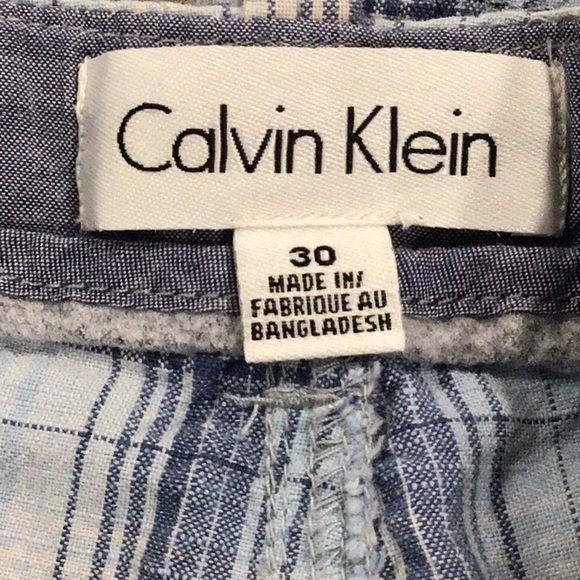 Calvin Klein
30
MADE IN/
FABRIQUE AU
BANGLADESH